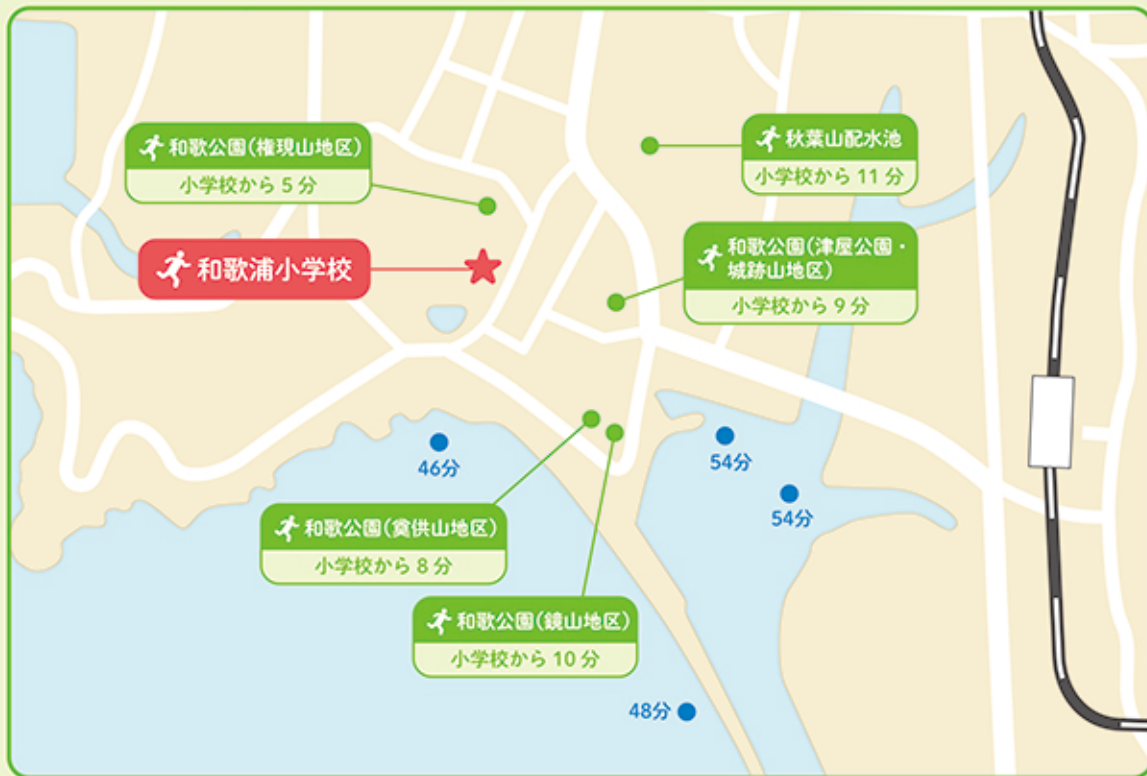 和歌公園(権現山地区)
小学校から 5 分
秋葉山配水池
小学校から 11 分
和歌浦小学校
和歌公園(津屋公園・
城跡山地区)
小学校から 9 分
46分
54分
54分
和歌公園(奠供山地区)
小学校から 8 分
和歌公園(鏡山地区)
小学校から 10 分
48分